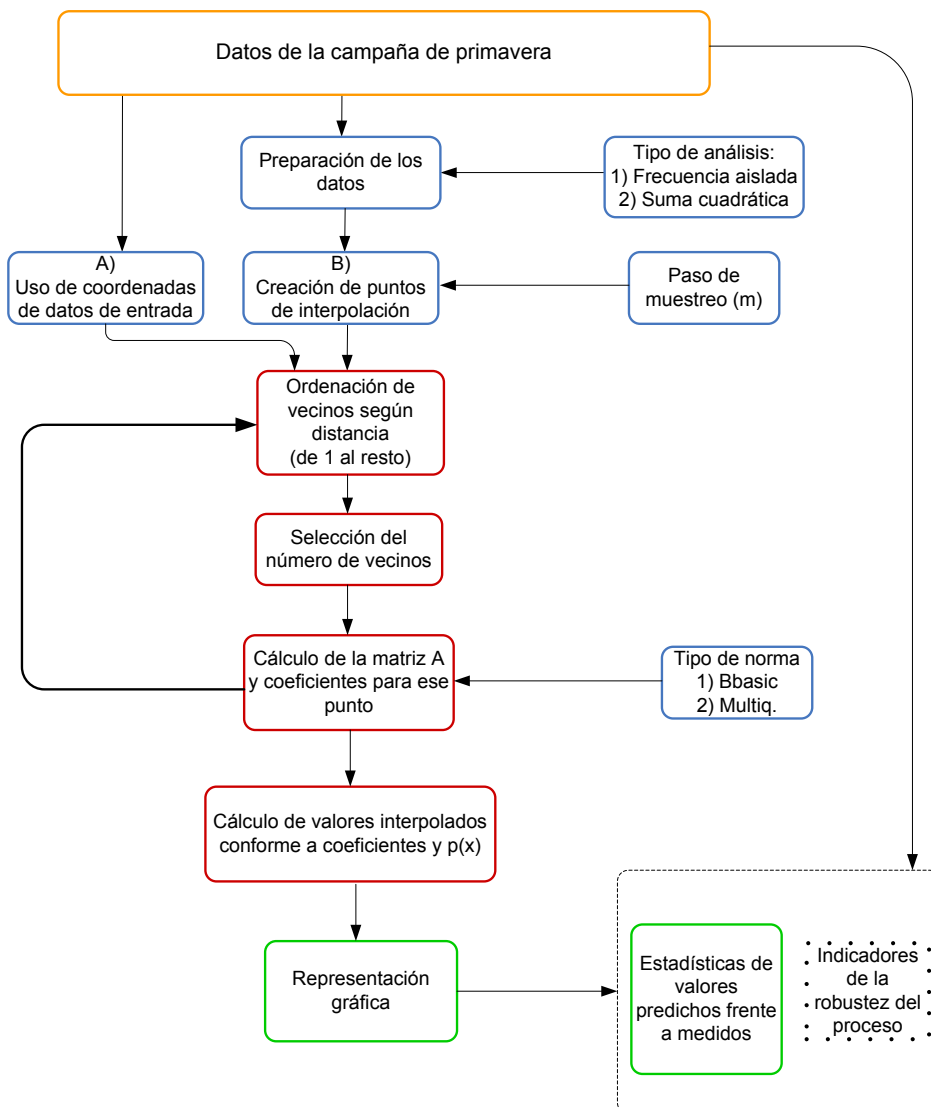 Datos de la campaña de primavera
Preparación de los
datos
Tipo de análisis:
1) Frecuencia aislada
2) Suma cuadrática
A)
Uso de coordenadas
de datos de entrada
B)
Creación de puntos
de interpolación
Paso de
muestreo (m)
Ordenación de
vecinos según
distancia
(de 1 al resto)
Selección del
número de vecinos
Cálculo de la matriz A
y coeficientes para ese
punto
Tipo de norma
1) Bbasic
2) Multiq.
Cálculo de valores interpolados
conforme a coeficientes y p(x)
Representación
gráfica
Estadísticas de
valores
predichos frente
a medidos
Indicadores
de la
robustez del
proceso